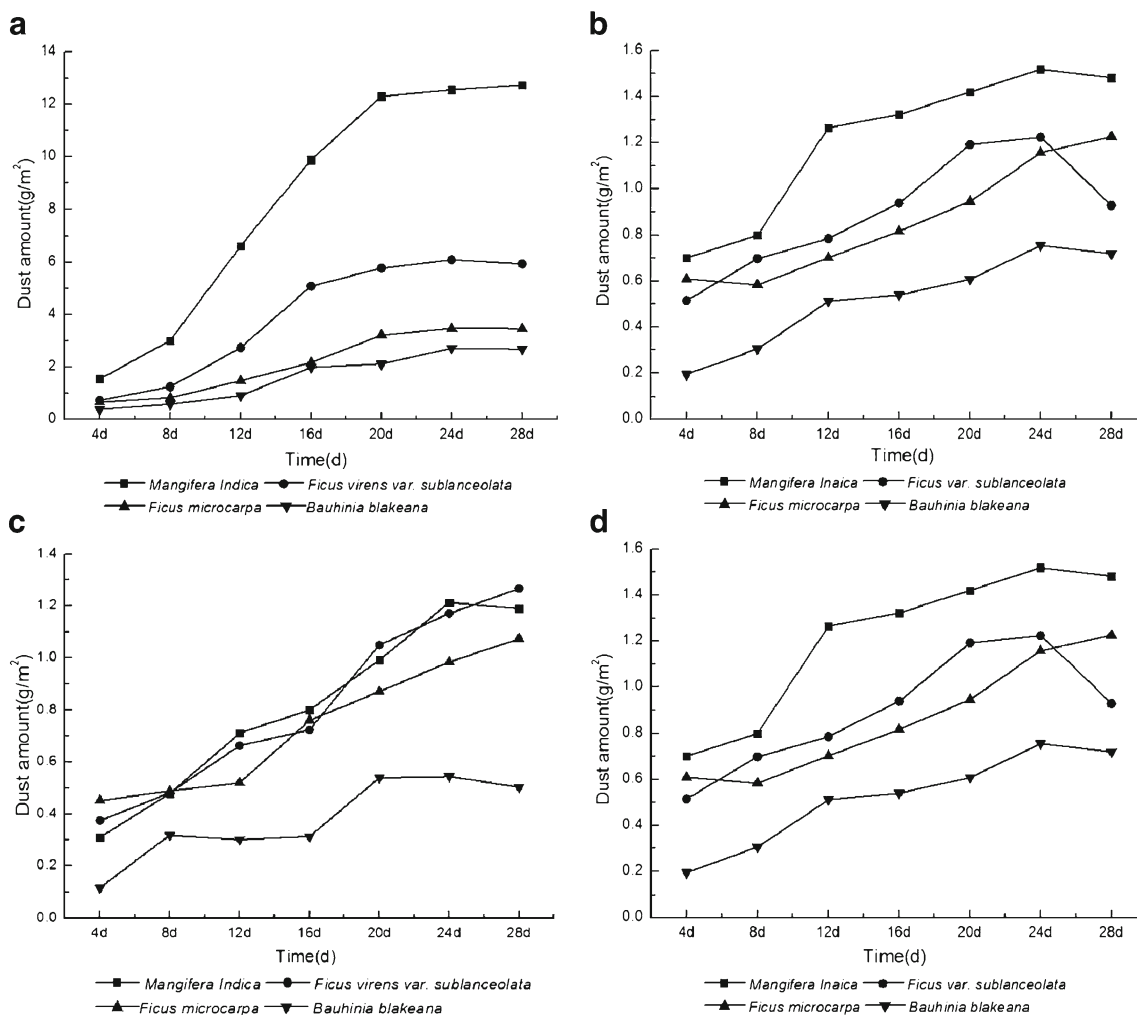 a
14
12
10
8
6
4
2
0
Dust amount(g/m²)
4d 8d 12d 16d 20d 24d 28d
Time(d)
Mangifera Indica Ficus virens var. sublanceolata
Ficus microcarpa Bauhinia blakeana
b
1.6
1.4
1.2
1.0
0.8
0.6
0.4
0.2
0.0
Dust amount(g/m²)
4d 8d 12d 16d 20d 24d 28d
Time(d)
Mangifera Inaica Ficus var. sublanceolata
Ficus microcarpa Bauhinia blakeana
c
1.4
1.2
1.0
0.8
0.6
0.4
0.2
0.0
Dust amount(g/m²)
4d 8d 12d 16d 20d 24d 28d
Time(d)
Mangifera Indica Ficus virens var. sublanceolata
Ficus microcarpa Bauhinia blakeana
d
1.6
1.4
1.2
1.0
0.8
0.6
0.4
0.2
0.0
Dust amount(g/m²)
4d 8d 12d 16d 20d 24d 28d
Time(d)
Mangifera Inaica Ficus var. sublanceolata
Ficus microcarpa Bauhinia blakeana